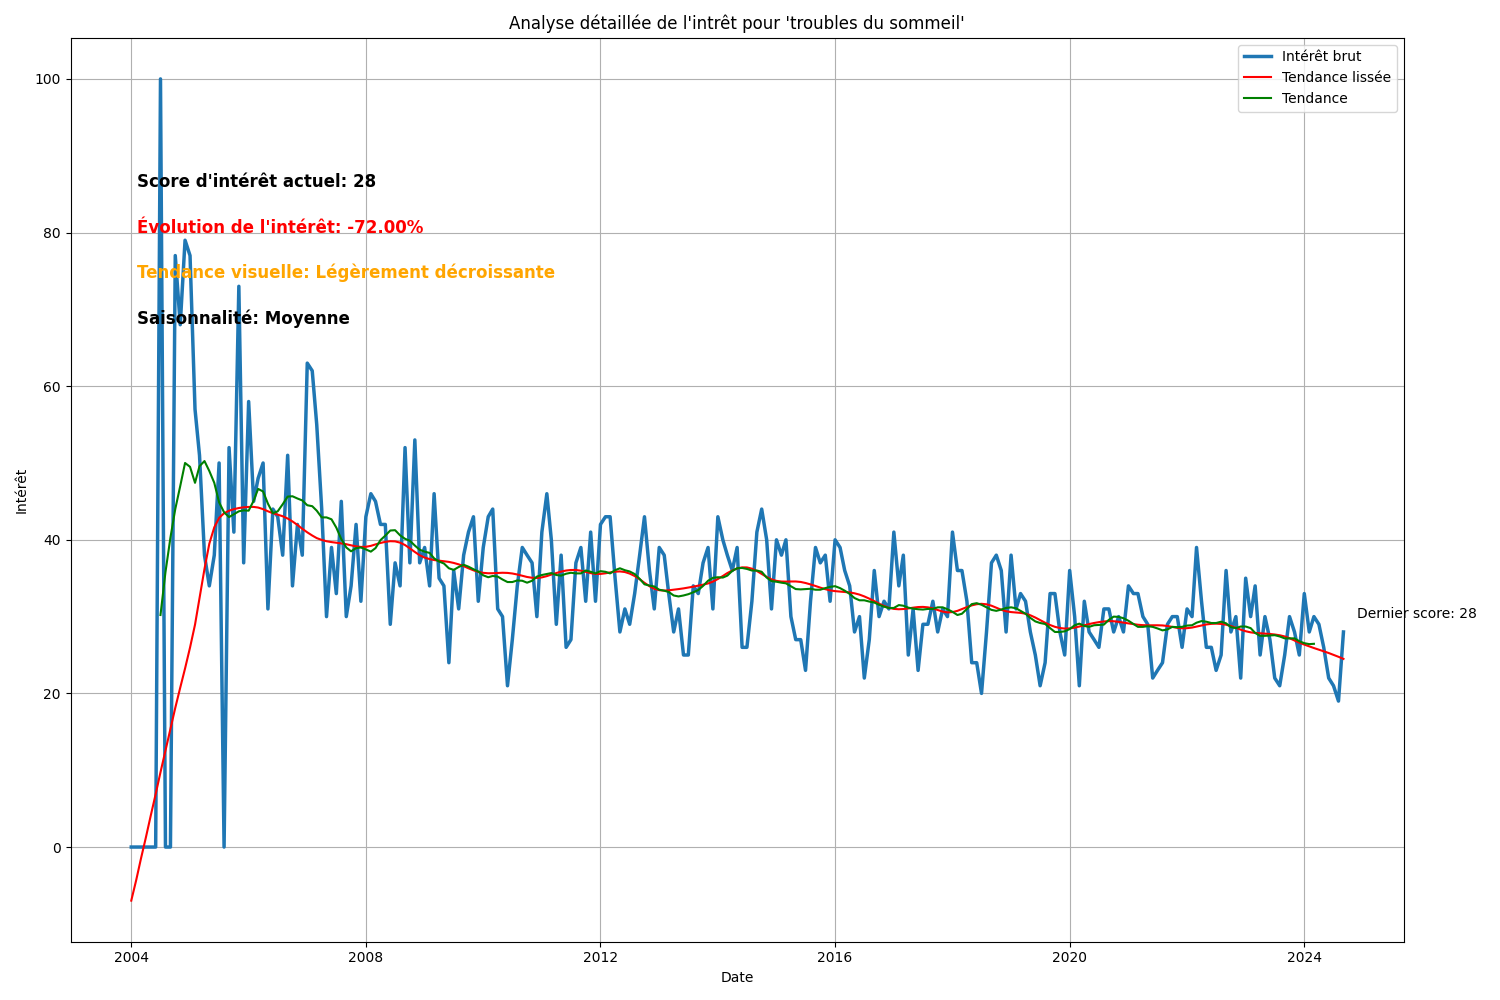 Analyse détaillée de l'intrêt pour 'troubles du sommeil'
Intérêt brut
Tendance lissée
Tendance
100
80
60
40
20
0
Intérêt
Score d'intérêt actuel: 28
Évolution de l'intérêt: -72.00%
Tendance visuelle: Légèrement décroissante
Saisonnalité: Moyenne
Dernier score: 28
2004 2008 2012 2016 2020 2024
Date